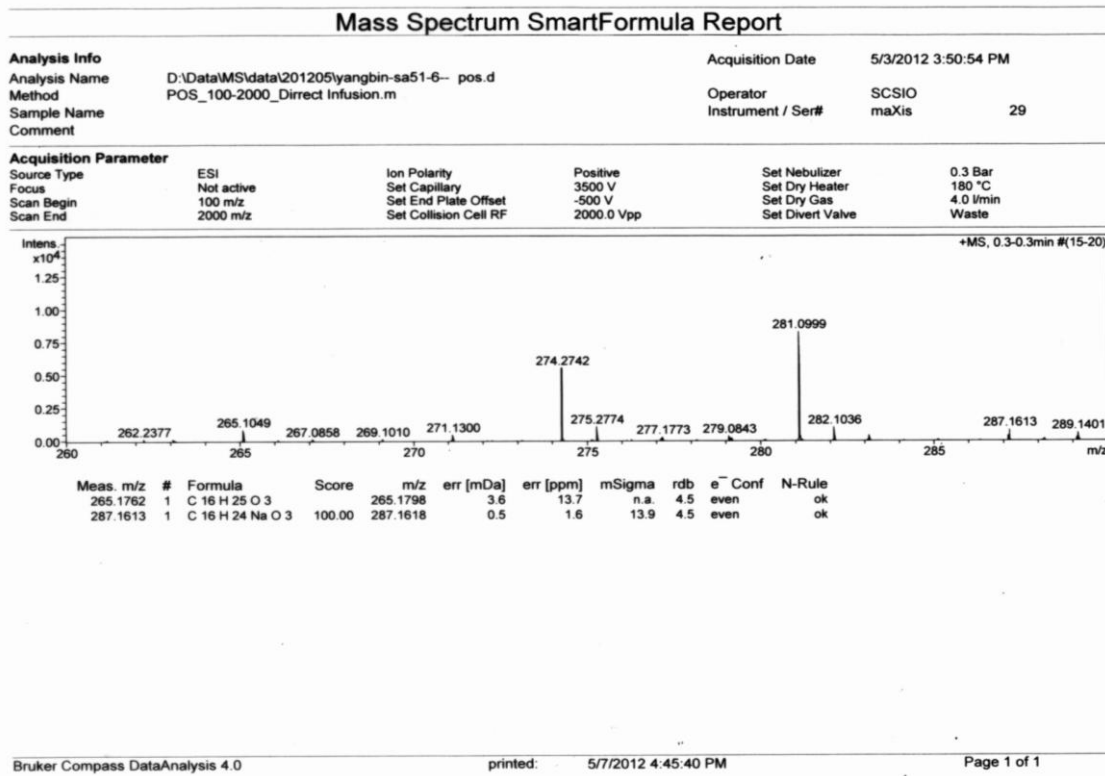 Mass Spectrum SmartFormula Report
Analysis Info Acquisition Date 5/3/2012 3:50:54 PM
Analysis Name D:\Data\MS\data\201205\yangbin-sa51-6-- pos.d
Method POS_100-2000_Dirrect Infusion.m Operator SCSIO
Sample Name Instrument / Ser# maXis 29
Comment
Acquisition Parameter
Source Type ESI Ion Polarity Positive Set Nebulizer 0.3 Bar
Focus Not active Set Capillary 3500 V Set Dry Heater 180 °C
Scan Begin 100 m/z Set End Plate Offset -500 V Set Dry Gas 4.0 l/min
Scan End 2000 m/z Set Collision Cell RF 2000.0 Vpp Set Divert Valve Waste
Intens. +MS, 0.3-0.3min #(15-20)
x10⁴
1.25
1.00
281.0999
0.75
274.2742
0.50
0.25
262.2377 265.1049 267.0858 269.1010 271.1300 275.2774 277.1773 279.0843 282.1036 287.1613 289.1401
0.00
260 265 270 275 280 285 m/z
Meas. m/z # Formula Score m/z err [mDa] err [ppm] mSigma rdb e⁻ Conf N-Rule
265.1762 1 C 16 H 25 O 3 265.1798 3.6 13.7 n.a. 4.5 even ok
287.1613 1 C 16 H 24 Na O 3 100.00 287.1618 0.5 1.6 13.9 4.5 even ok
Bruker Compass DataAnalysis 4.0 printed: 5/7/2012 4:45:40 PM Page 1 of 1